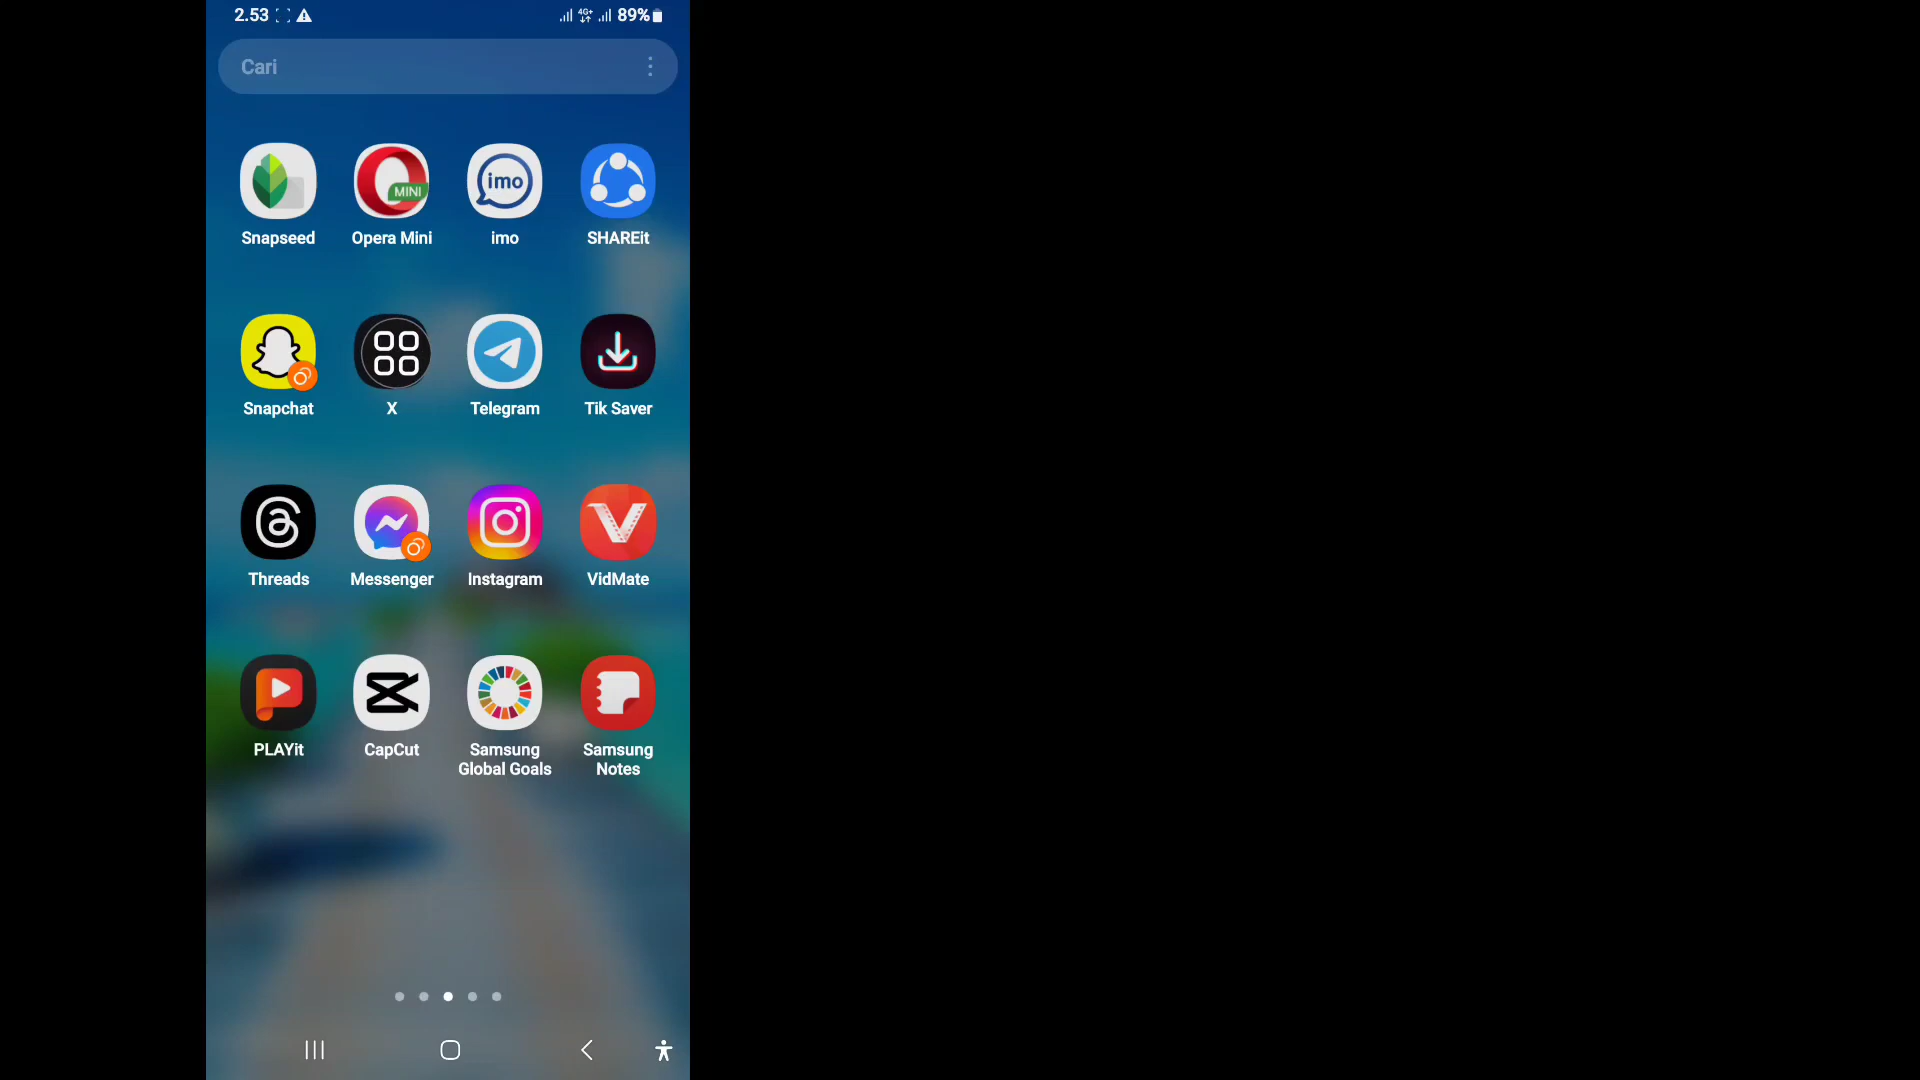 2.53
4G+
89%
Cari
MINI
imo
Snapseed
Opera Mini
imo
SHAREit
Snapchat
X
Telegram
Tik Saver
Threads
Messenger
Instagram
VidMate
PLAYit
CapCut
Samsung
Global Goals
Samsung
Notes